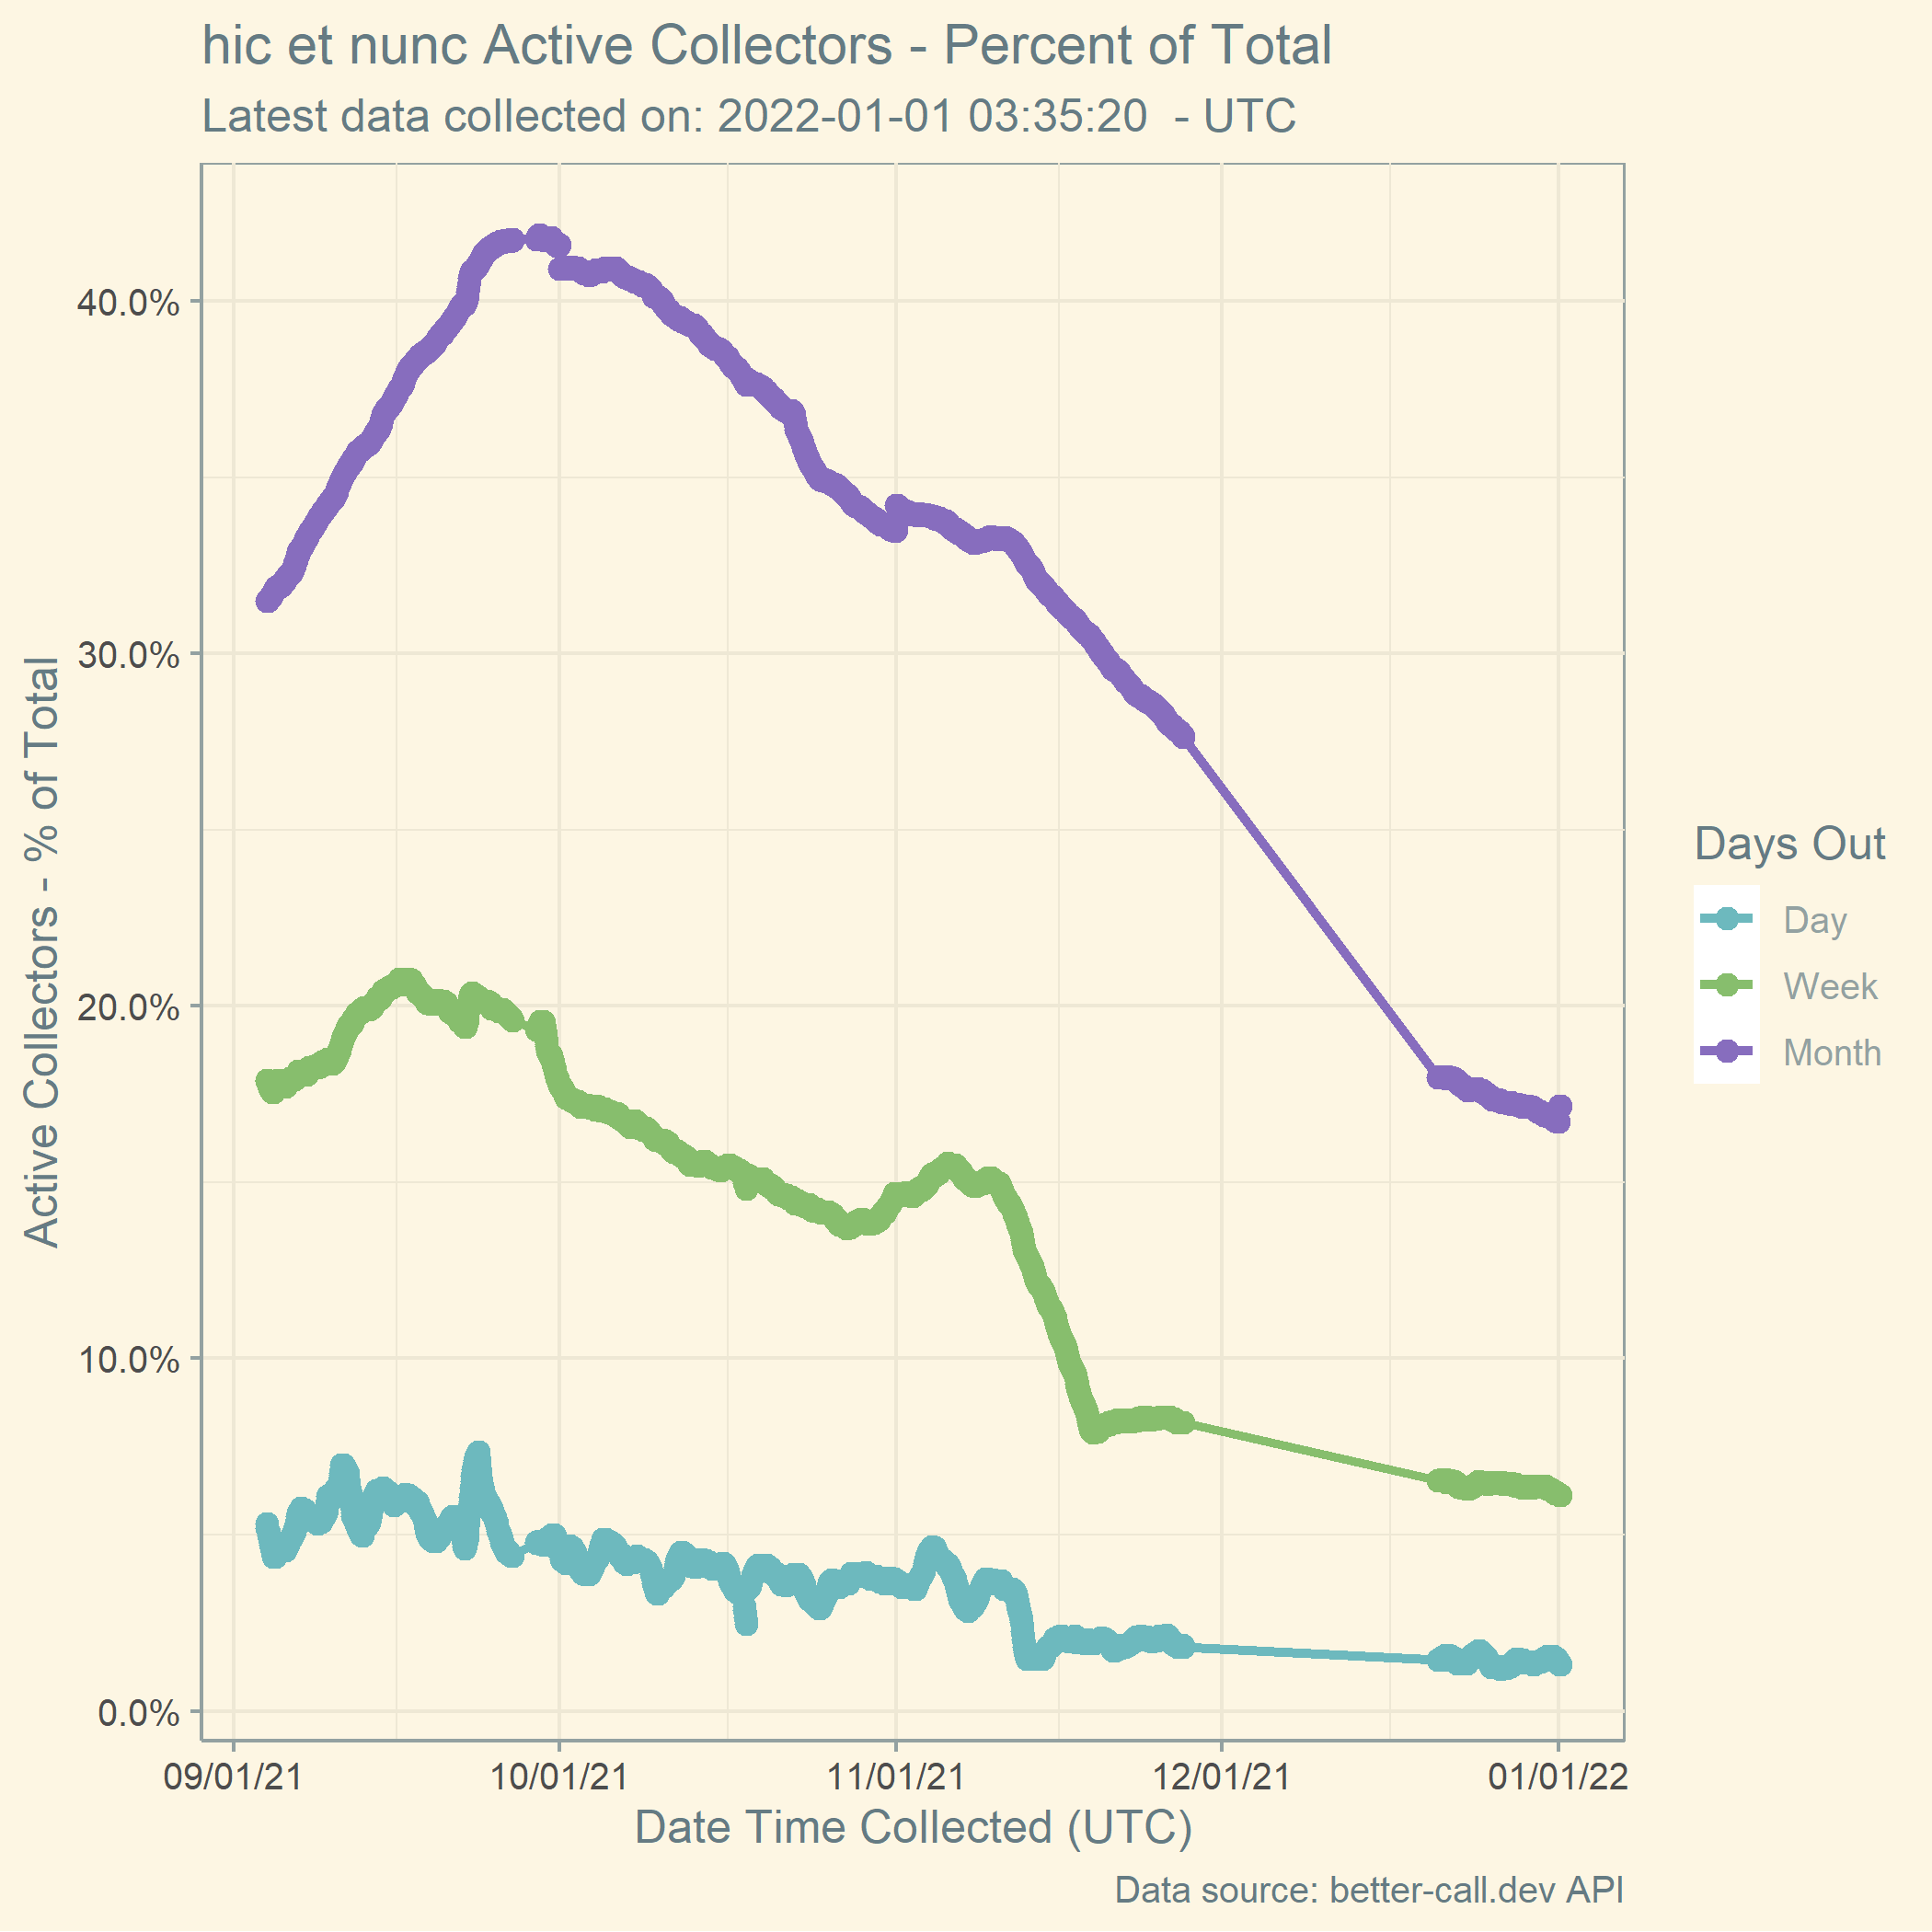 hic et nunc Active Collectors - Percent of Total
Latest data collected on: 2022-01-01 03:35:20  - UTC
Active Collectors - % of Total
40.0%
30.0%
20.0%
10.0%
0.0%
09/01/21
10/01/21
11/01/21
12/01/21
01/01/22
Date Time Collected (UTC)
Days Out
Day
Week
Month
Data source: better-call.dev API